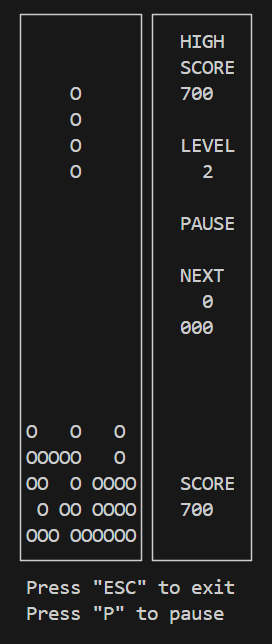 HIGH
SCORE
700
LEVEL
2
PAUSE
NEXT
0
000
SCORE
700
O
O
O
O
O   O   O
OOOOO   O
OO  O OOOO
O OO OOOO
OOO OOOOOO
Press "ESC" to exit
Press "P" to pause